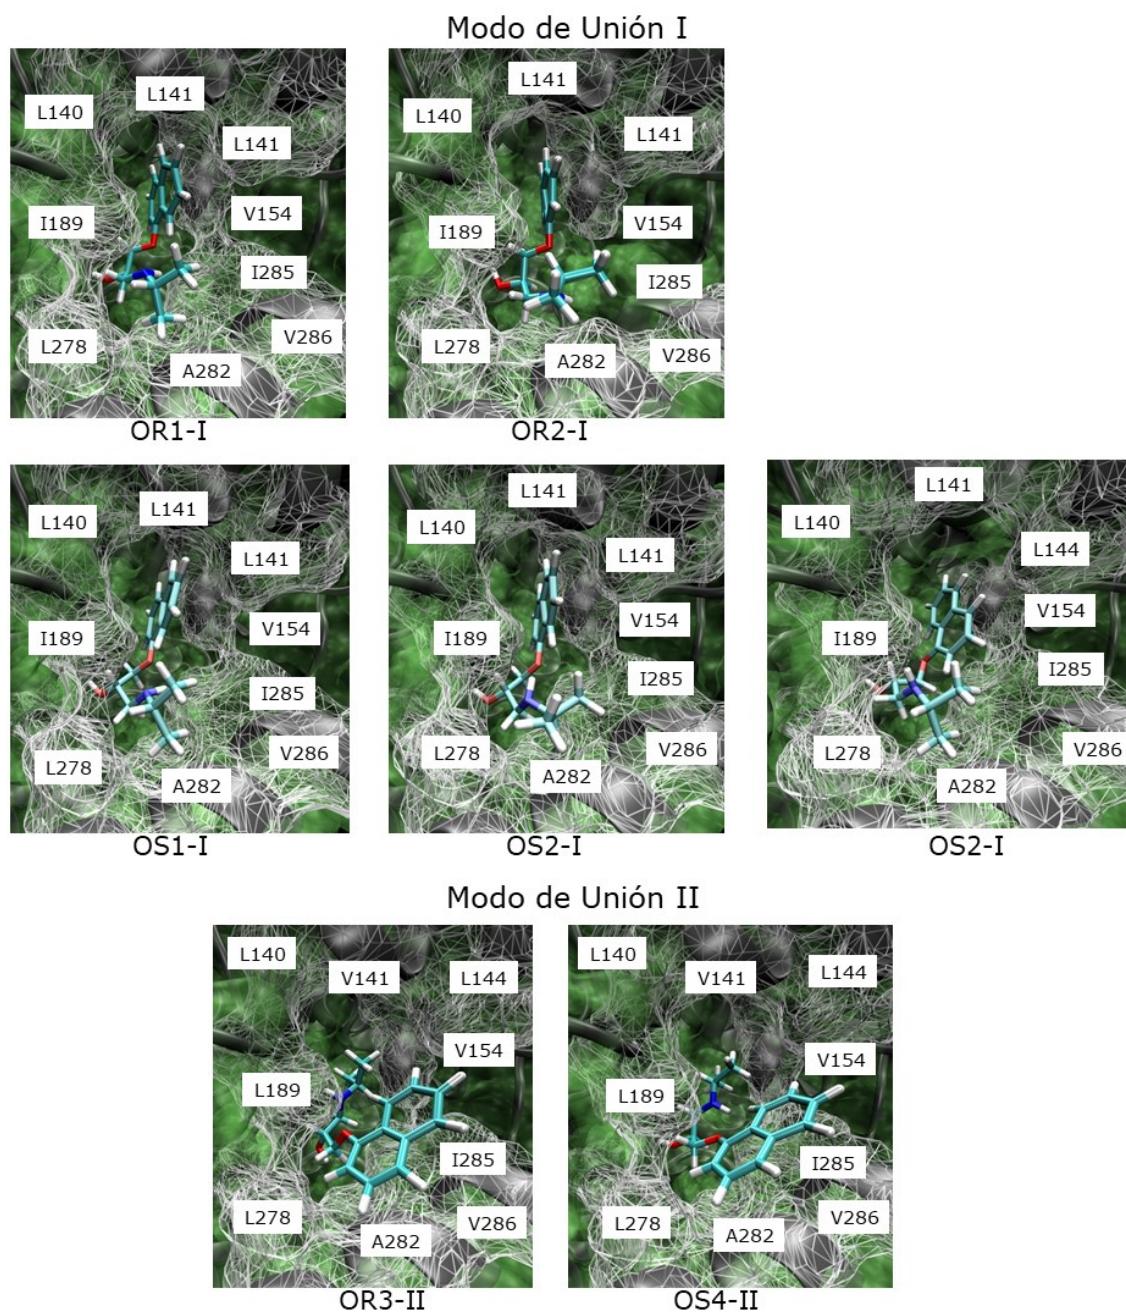 Modo de Unión I
L141
L140
L141
I189
V154
I285
V286
L278
A282
OR1-I
L141
L140
L141
I189
V154
I285
L278
A282
V286
OR2-I
L141
L140
L141
I189
V154
I285
V286
L278
A282
OS1-I
L141
L140
L141
I189
V154
I285
L278
V286
A282
OS2-I
L141
L140
L144
V154
I189
I285
L278
V286
A282
OS2-I
Modo de Unión II
L140
V141
L144
V154
L189
I285
L278
V286
A282
OR3-II
L140
V141
L144
V154
L189
I285
L278
V286
A282
OS4-II